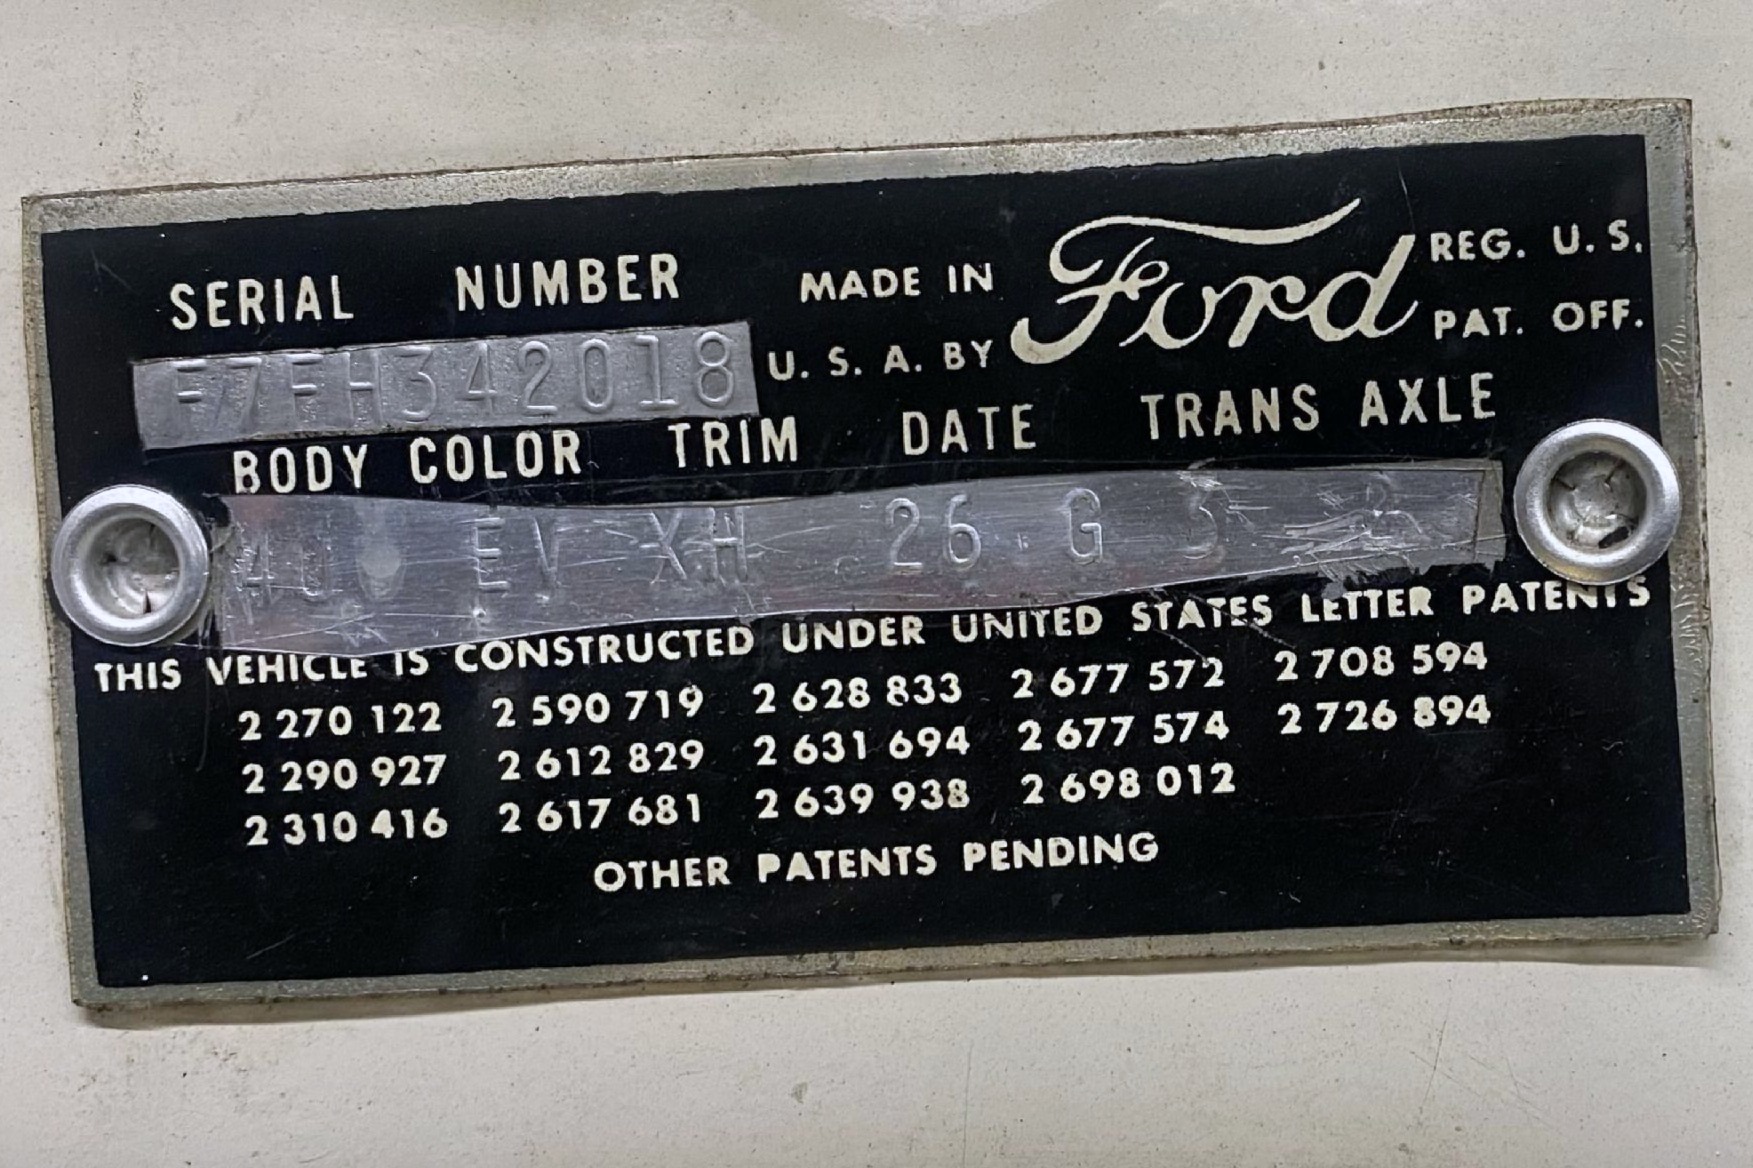 SERIAL NUMBER MADE IN Ford REG. U. S.
F7FH342018 U. S. A. BY PAT. OFF.
BODY COLOR TRIM DATE TRANS AXLE
40 EV XH 26 G 3
THIS VEHICLE IS CONSTRUCTED UNDER UNITED STATES LETTER PATENTS
2 270 122 2 590 719 2 628 833 2 677 572 2 708 594
2 290 927 2 612 829 2 631 694 2 677 574 2 726 894
2 310 416 2 617 681 2 639 938 2 698 012
OTHER PATENTS PENDING